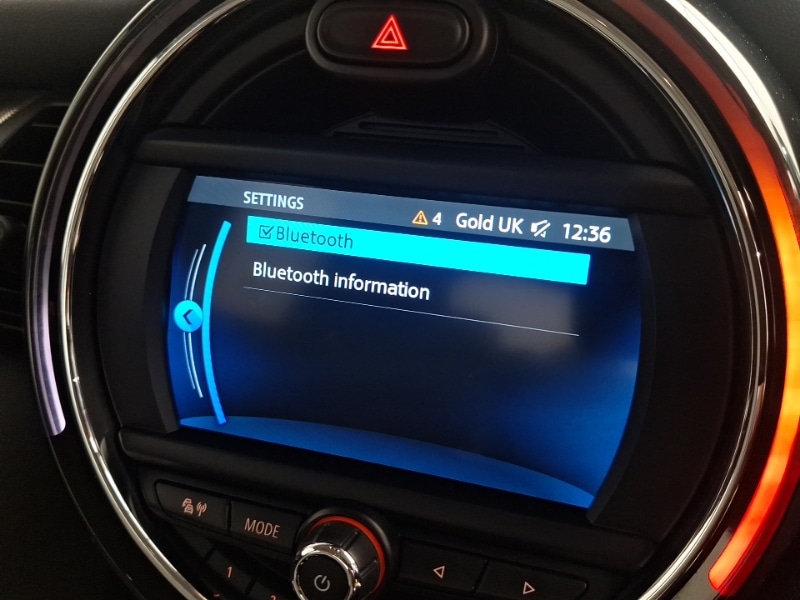 SETTINGS 4 Gold UK 12:36
Bluetooth
Bluetooth information
MODE
1